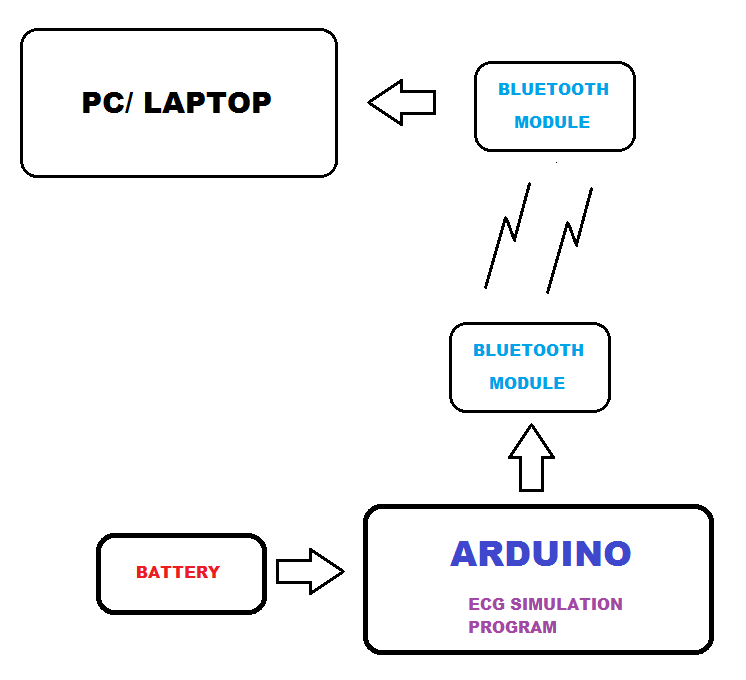 PC/ LAPTOP
BLUETOOTH
MODULE
BLUETOOTH
MODULE
BATTERY
ARDUINO
ECG SIMULATION
PROGRAM